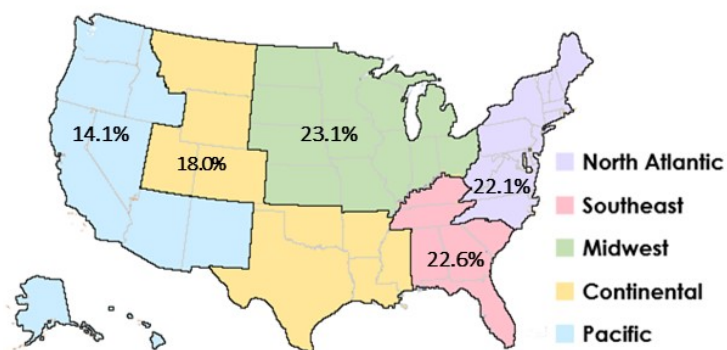 14.1%
18.0%
23.1%
22.1%
22.6%
North Atlantic
Southeast
Midwest
Continental
Pacific